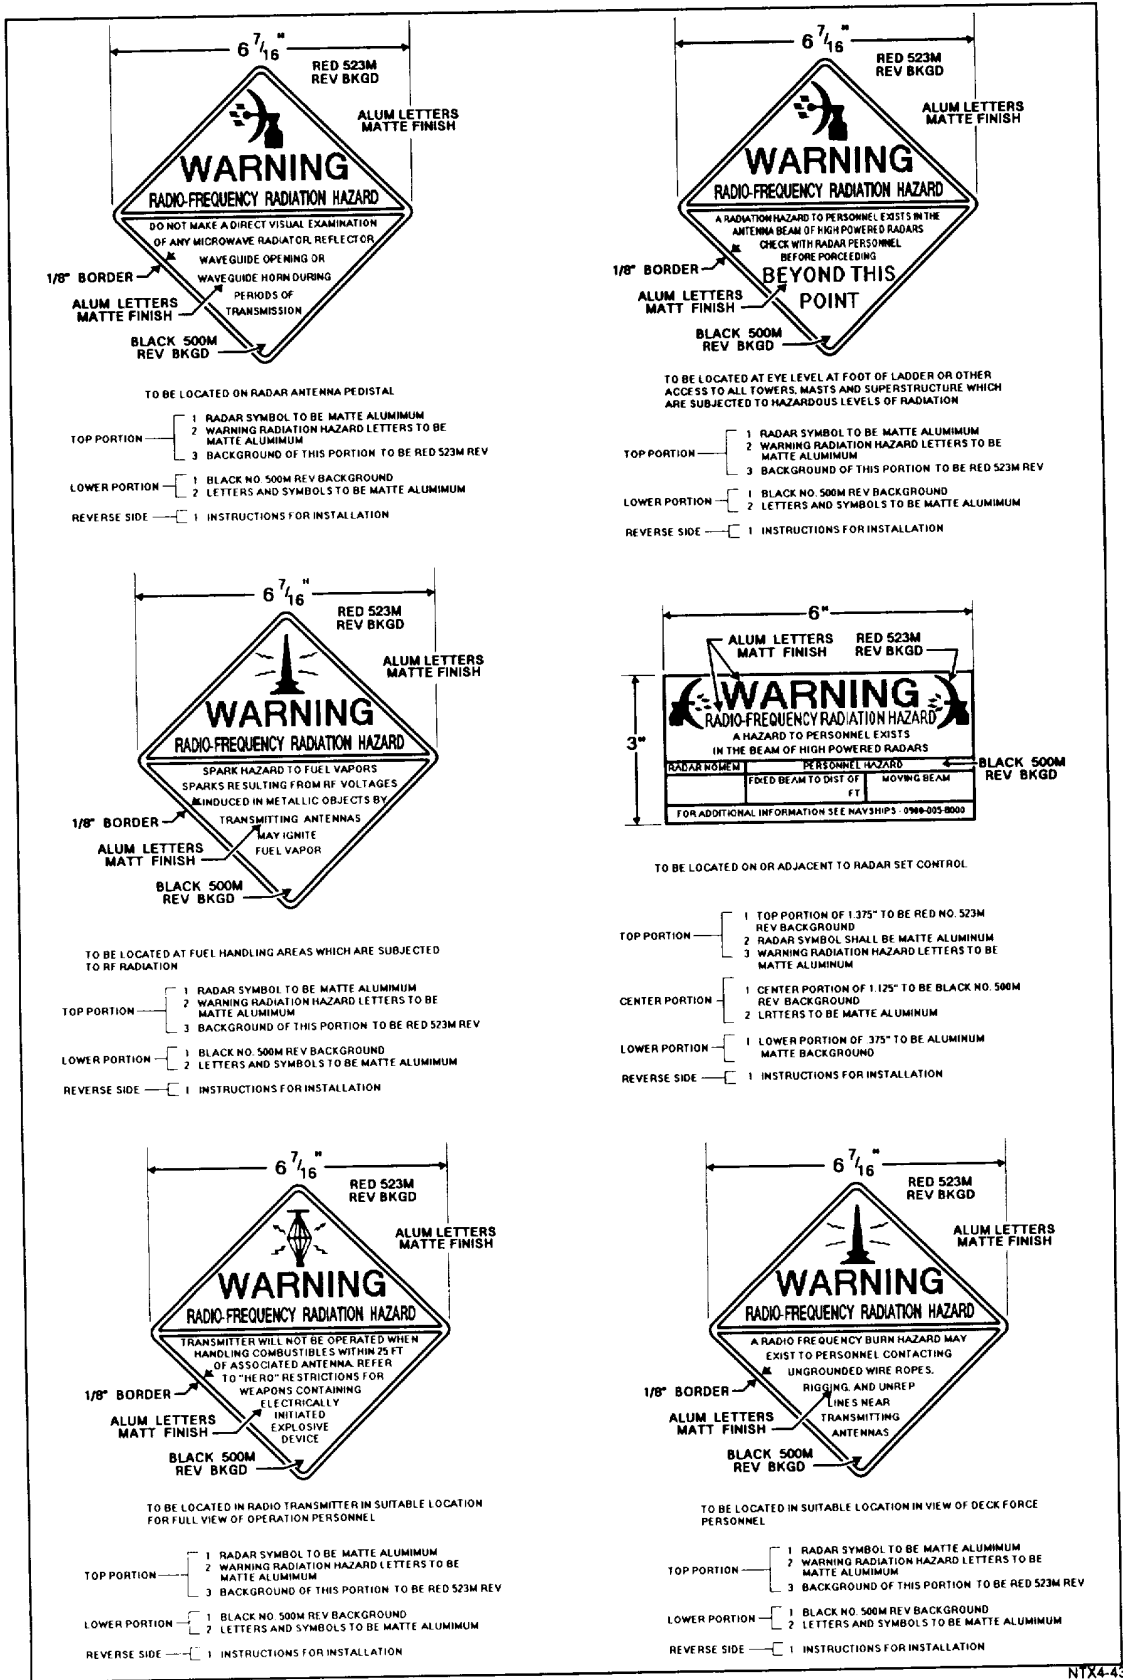 6 7/16"
RED 523M
REV BKGD
ALUM LETTERS
MATTE FINISH
WARNING
RADIO-FREQUENCY RADIATION HAZARD
DO NOT MAKE A DIRECT VISUAL EXAMINATION
OF ANY MICROWAVE RADIATOR, REFLECTOR
WAVEGUIDE OPENING OR
WAVEGUIDE HORN DURING
PERIODS OF
TRANSMISSION
1/8" BORDER
ALUM LETTERS
MATTE FINISH
BLACK 500M
REV BKGD
TO BE LOCATED ON RADAR ANTENNA PEDISTAL
TOP PORTION
1 RADAR SYMBOL TO BE MATTE ALUMIMUM
2 WARNING RADIATION HAZARD LETTERS TO BE
MATTE ALUMIMUM
3 BACKGROUND OF THIS PORTION TO BE RED 523M REV
LOWER PORTION
1 BLACK NO. 500M REV BACKGROUND
2 LETTERS AND SYMBOLS TO BE MATTE ALUMIMUM
REVERSE SIDE
1 INSTRUCTIONS FOR INSTALLATION
6 7/16"
RED 523M
REV BKGD
ALUM LETTERS
MATTE FINISH
WARNING
RADIO-FREQUENCY RADIATION HAZARD
A RADIATION HAZARD TO PERSONNEL EXISTS IN THE
ANTENNA BEAM OF HIGH POWERED RADARS
CHECK WITH RADAR PERSONNEL
BEFORE PORCEEDING
BEYOND THIS
POINT
1/8" BORDER
ALUM LETTERS
MATT FINISH
BLACK 500M
REV BKGD
TO BE LOCATED AT EYE LEVEL AT FOOT OF LADDER OR OTHER
ACCESS TO ALL TOWERS, MASTS AND SUPERSTRUCTURE WHICH
ARE SUBJECTED TO HAZARDOUS LEVELS OF RADIATION
TOP PORTION
1 RADAR SYMBOL TO BE MATTE ALUMIMUM
2 WARNING RADIATION HAZARD LETTERS TO BE
MATTE ALUMIMUM
3 BACKGROUND OF THIS PORTION TO BE RED 523M REV
LOWER PORTION
1 BLACK NO. 500M REV BACKGROUND
2 LETTERS AND SYMBOLS TO BE MATTE ALUMIMUM
REVERSE SIDE
1 INSTRUCTIONS FOR INSTALLATION
6 7/16"
RED 523M
REV BKGD
ALUM LETTERS
MATTE FINISH
WARNING
RADIO-FREQUENCY RADIATION HAZARD
SPARK HAZARD TO FUEL VAPORS
SPARKS RESULTING FROM RF VOLTAGES
INDUCED IN METALLIC OBJECTS BY
TRANSMITTING ANTENNAS
MAY IGNITE
FUEL VAPOR
1/8" BORDER
ALUM LETTERS
MATT FINISH
BLACK 500M
REV BKGD
TO BE LOCATED AT FUEL HANDLING AREAS WHICH ARE SUBJECTED
TO RF RADIATION
TOP PORTION
1 RADAR SYMBOL TO BE MATTE ALUMIMUM
2 WARNING RADIATION HAZARD LETTERS TO BE
MATTE ALUMIMUM
3 BACKGROUND OF THIS PORTION TO BE RED 523M REV
LOWER PORTION
1 BLACK NO. 500M REV BACKGROUND
2 LETTERS AND SYMBOLS TO BE MATTE ALUMIMUM
REVERSE SIDE
1 INSTRUCTIONS FOR INSTALLATION
6"
ALUM LETTERS
MATT FINISH
RED 523M
REV BKGD
3"
WARNING
RADIO-FREQUENCY RADIATION HAZARD
A HAZARD TO PERSONNEL EXISTS
IN THE BEAM OF HIGH POWERED RADARS
RADAR NOMEM PERSONNEL HAZARD
FIXED BEAM TO DIST OF MOVING BEAM
FT
FOR ADDITIONAL INFORMATION SEE NAVSHIPS - 0900-005-8000
BLACK 500M
REV BKGD
TO BE LOCATED ON OR ADJACENT TO RADAR SET CONTROL
TOP PORTION
1 TOP PORTION OF 1.375" TO BE RED NO. 523M
REV BACKGROUND
2 RADAR SYMBOL SHALL BE MATTE ALUMINUM
3 WARNING RADIATION HAZARD LETTERS TO BE
MATTE ALUMINUM
CENTER PORTION
1 CENTER PORTION OF 1.125" TO BE BLACK NO. 500M
REV BACKGROUND
2 LRTTERS TO BE MATTE ALUMINUM
LOWER PORTION
1 LOWER PORTION OF .375" TO BE ALUMINUM
MATTE BACKGROUND
REVERSE SIDE
1 INSTRUCTIONS FOR INSTALLATION
6 7/16"
RED 523M
REV BKGD
ALUM LETTERS
MATTE FINISH
WARNING
RADIO-FREQUENCY RADIATION HAZARD
TRANSMITTER WILL NOT BE OPERATED WHEN
HANDLING COMBUSTIBLES WITHIN 25 FT
OF ASSOCIATED ANTENNA. REFER
TO "HERO" RESTRICTIONS FOR
WEAPONS CONTAINING
ELECTRICALLY
INITIATED
EXPLOSIVE
DEVICE
1/8" BORDER
ALUM LETTERS
MATT FINISH
BLACK 500M
REV BKGD
TO BE LOCATED IN RADIO TRANSMITTER IN SUITABLE LOCATION
FOR FULL VIEW OF OPERATION PERSONNEL
TOP PORTION
1 RADAR SYMBOL TO BE MATTE ALUMIMUM
2 WARNING RADIATION HAZARD LETTERS TO BE
MATTE ALUMIMUM
3 BACKGROUND OF THIS PORTION TO BE RED 523M REV
LOWER PORTION
1 BLACK NO. 500M REV BACKGROUND
2 LETTERS AND SYMBOLS TO BE MATTE ALUMIMUM
REVERSE SIDE
1 INSTRUCTIONS FOR INSTALLATION
6 7/16"
RED 523M
REV BKGD
ALUM LETTERS
MATTE FINISH
WARNING
RADIO-FREQUENCY RADIATION HAZARD
A RADIO FREQUENCY BURN HAZARD MAY
EXIST TO PERSONNEL CONTACTING
UNGROUNDED WIRE ROPES,
RIGGING, AND UNREP
LINES NEAR
TRANSMITTING
ANTENNAS
1/8" BORDER
ALUM LETTERS
MATT FINISH
BLACK 500M
REV BKGD
TO BE LOCATED IN SUITABLE LOCATION IN VIEW OF DECK FORCE
PERSONNEL
TOP PORTION
1 RADAR SYMBOL TO BE MATTE ALUMIMUM
2 WARNING RADIATION HAZARD LETTERS TO BE
MATTE ALUMIMUM
3 BACKGROUND OF THIS PORTION TO BE RED 523M REV
LOWER PORTION
1 BLACK NO. 500M REV BACKGROUND
2 LETTERS AND SYMBOLS TO BE MATTE ALUMIMUM
REVERSE SIDE
1 INSTRUCTIONS FOR INSTALLATION
NTX4-43